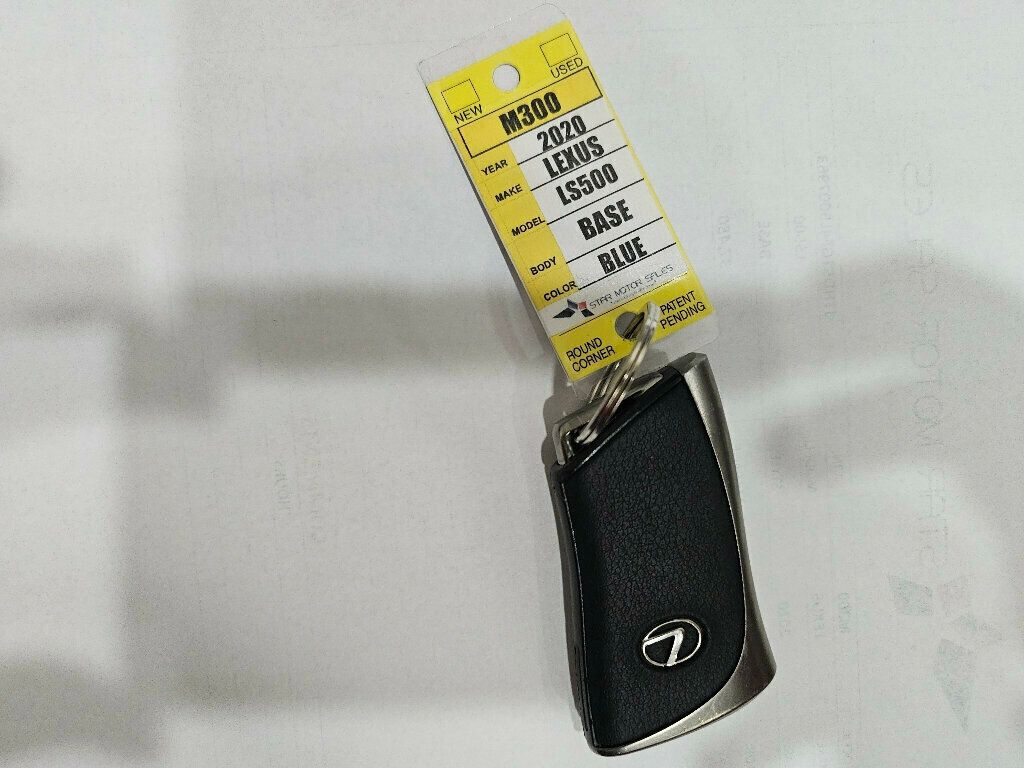 NEW
USED
M300
YEAR 2020
MAKE LEXUS
MODEL LS500
BODY BASE
COLOR BLUE
STAR MOTOR SALES
ROUND CORNER
PATENT PENDING